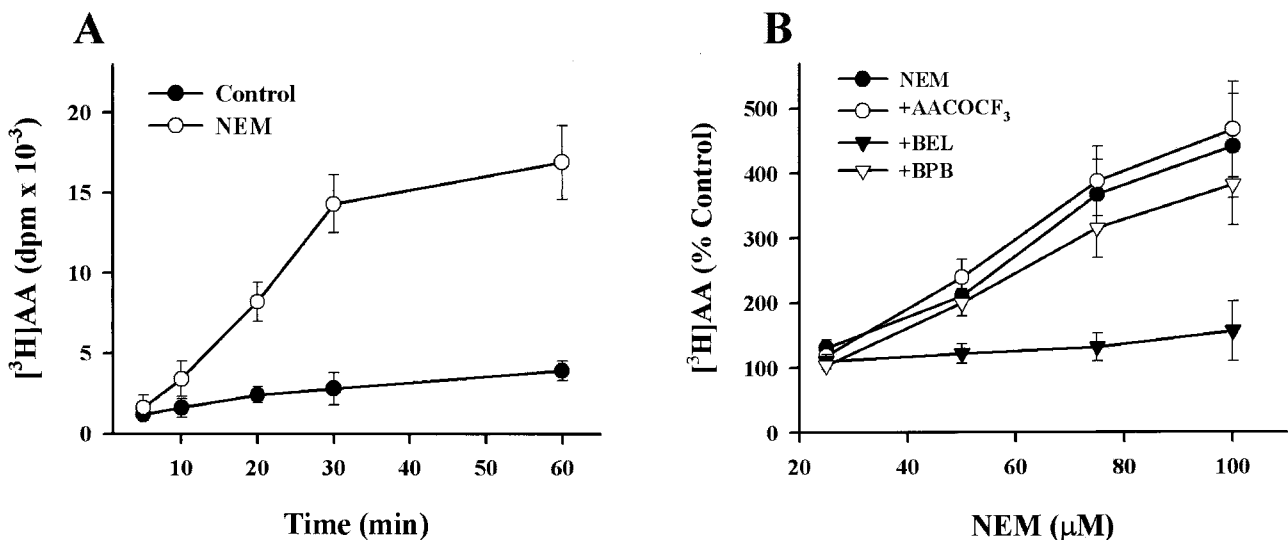 A
Control
NEM
[³H]AA (dpm x 10⁻³)
20
15
10
5
0
10 20 30 40 50 60
Time (min)
B
NEM
+AACOCF₃
+BEL
+BPB
[³H]AA (% Control)
500
400
300
200
100
0
20 40 60 80 100
NEM (μM)